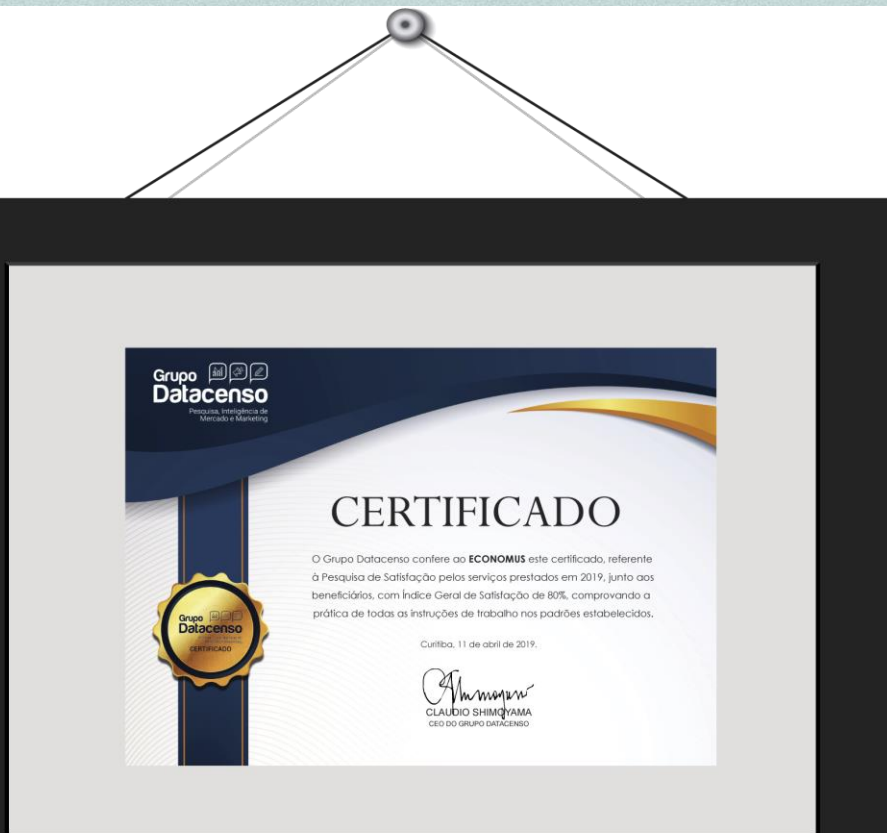 Grupo
Datacenso
Pesquisa, Inteligência de
Mercado e Marketing
CERTIFICADO
O Grupo Datacenso confere ao ECONOMUS este certificado, referente
à Pesquisa de Satisfação pelos serviços prestados em 2019, junto aos
beneficiários, com Índice Geral de Satisfação de 80%, comprovando a
prática de todas as instruções de trabalho nos padrões estabelecidos.
Curitiba, 11 de abril de 2019.
CLAUDIO SHIMOYAMA
CEO DO GRUPO DATACENSO
Grupo
Datacenso
CERTIFICADO